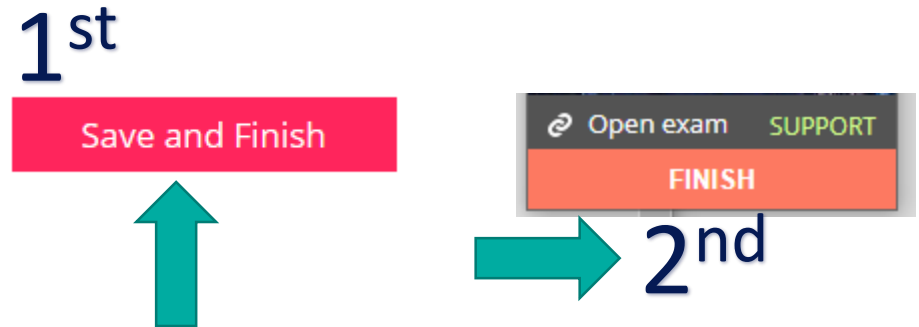 1st
Save and Finish
Open exam SUPPORT
FINISH
2nd